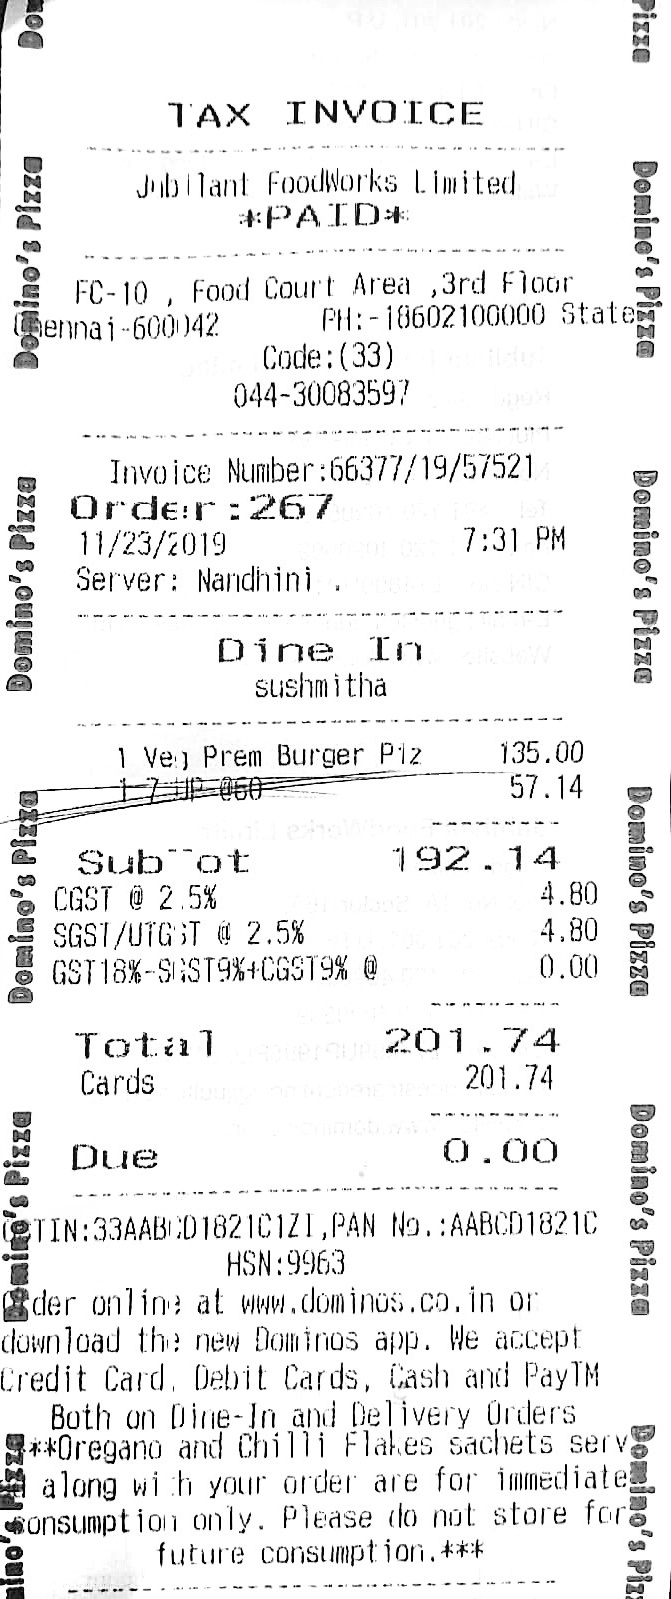 TAX INVOICE
Jubilant FoodWorks Limited
*PAID*
FC-10 , Food Court Area ,3rd Floor
Chennai-600042 PH:-18602100000 State
Code:(33)
044-30083597
Invoice Number:66377/19/57521
Order:267
11/23/2019 7:31 PM
Server: Nandhini .
Dine In
sushmitha
1 Veg Prem Burger Piz 135.00
1 7 UP @60 57.14
SubTot 192.14
CGST @ 2.5% 4.80
SGST/UTGST @ 2.5% 4.80
GST18%-SGST9%+CGST9% @ 0.00
Total 201.74
Cards 201.74
Due 0.00
GSTIN:33AABCD1821C1ZI,PAN No.:AABCD1821C
HSN:9963
Order online at www.dominos.co.in or
download the new Dominos app. We accept
Credit Card, Debit Cards, Cash and PayTM
Both on Dine-In and Delivery Orders
***Oregano and Chilli Flakes sachets serv
along with your order are for immediate
consumption only. Please do not store for
future consumption.***
Domino's Pizza
Domino's Pizza
Domino's Pizza
Domino's Pizza
Domino's Pizza
Domino's Pizza
Domino's Pizza
Domino's Pizza